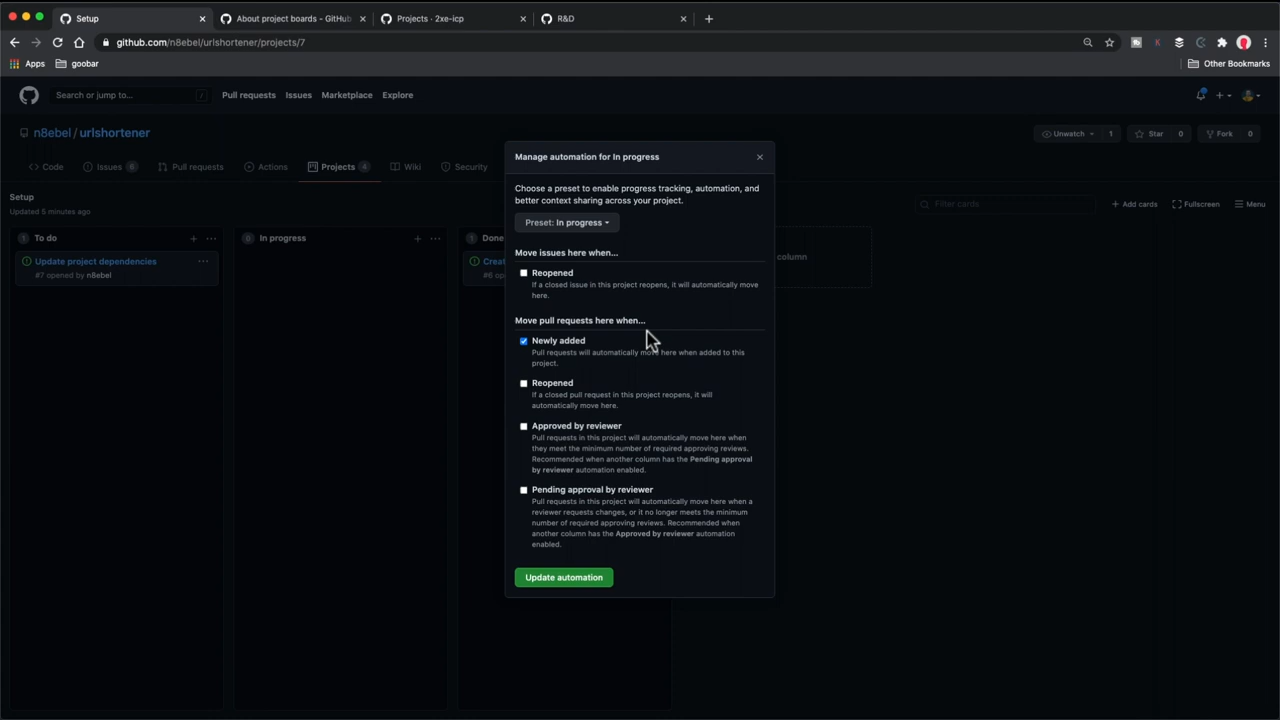 Setup
About project boards - GitHub
Projects · 2xe-icp
R&D
github.com/n8ebel/urlshortener/projects/7
Apps
goobar
Other Bookmarks
Search or jump to...
/
Pull requests
Issues
Marketplace
Explore
n8ebel / urlshortener
Unwatch
1
Star
0
Fork
0
Code
Issues 6
Pull requests
Actions
Projects 4
Wiki
Security
Setup
Updated 5 minutes ago
Filter cards
Add cards
Fullscreen
Menu
1 To do
Update project dependencies
#7 opened by n8ebel
In progress
1 Done
Creat
#6 ope
column
Manage automation for In progress
Choose a preset to enable progress tracking, automation, and
better context sharing across your project.
Preset: In progress
Move issues here when...
Reopened
If a closed issue in this project reopens, it will automatically move
here.
Move pull requests here when...
Newly added
Pull requests will automatically move here when added to this
project.
Reopened
If a closed pull request in this project reopens, it will
automatically move here.
Approved by reviewer
Pull requests in this project will automatically move here when
they meet the minimum number of required approving reviews.
Recommended when another column has the Pending approval
by reviewer automation enabled.
Pending approval by reviewer
Pull requests in this project will automatically move here when a
reviewer requests changes, or it no longer meets the minimum
number of required approving reviews. Recommended when
another column has the Approved by reviewer automation
enabled.
Update automation